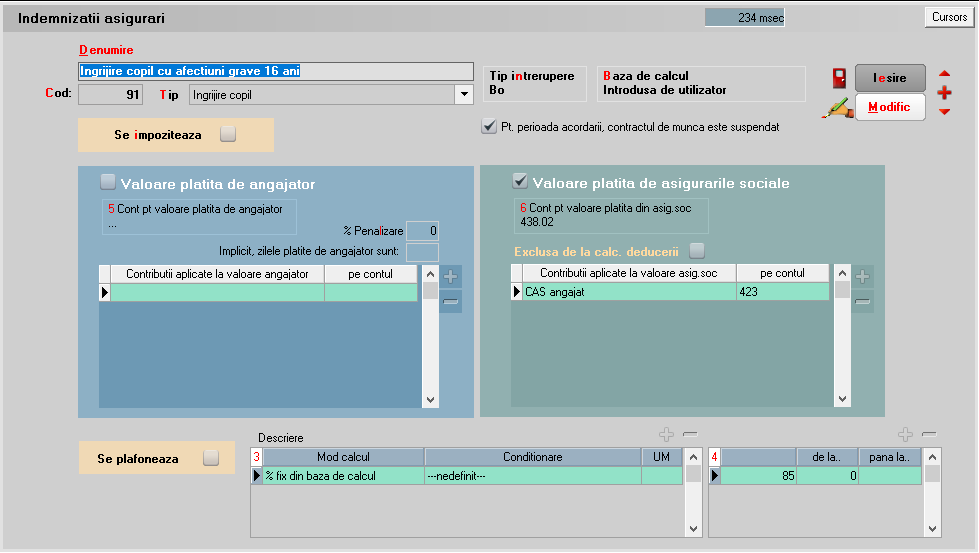 Indemnizatii asigurari
234 msec
Cursors
Denumire
Ingrijire copil cu afectiuni grave 16 ani
Cod: 91 Tip Ingrijire copil
Tip intrerupere
Bo
Baza de calcul
Introdusa de utilizator
Iesire
Modific
Se impoziteaza
Pt. perioada acordarii, contractul de munca este suspendat
Valoare platita de angajator
5 Cont pt valoare platita de angajator
...
% Penalizare 0
Implicit, zilele platite de angajator sunt:
Contributii aplicate la valoare angajator pe contul
Valoare platita de asigurarile sociale
6 Cont pt valoare platita din asig.soc
438.02
Exclusa de la calc. deducerii
Contributii aplicate la valoare asig.soc pe contul
CAS angajat 423
Se plafoneaza
Descriere
3 Mod calcul Conditionare UM
% fix din baza de calcul ---nedefinit---
4 de la.. pana la..
85 0